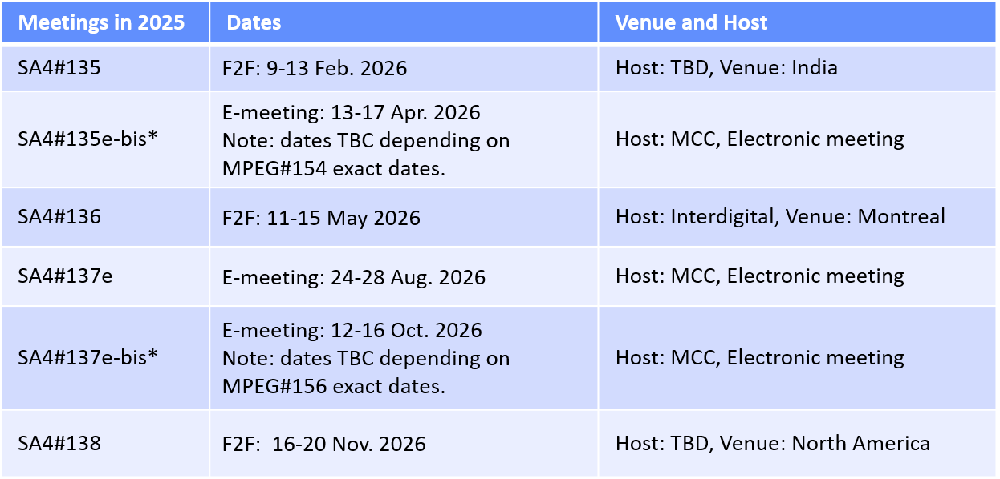 Meetings in 2025 Dates Venue and Host
SA4#135 F2F: 9-13 Feb. 2026 Host: TBD, Venue: India
SA4#135e-bis* E-meeting: 13-17 Apr. 2026
Note: dates TBC depending on
MPEG#154 exact dates. Host: MCC, Electronic meeting
SA4#136 F2F: 11-15 May 2026 Host: Interdigital, Venue: Montreal
SA4#137e E-meeting: 24-28 Aug. 2026 Host: MCC, Electronic meeting
SA4#137e-bis* E-meeting: 12-16 Oct. 2026
Note: dates TBC depending on
MPEG#156 exact dates. Host: MCC, Electronic meeting
SA4#138 F2F:  16-20 Nov. 2026 Host: TBD, Venue: North America